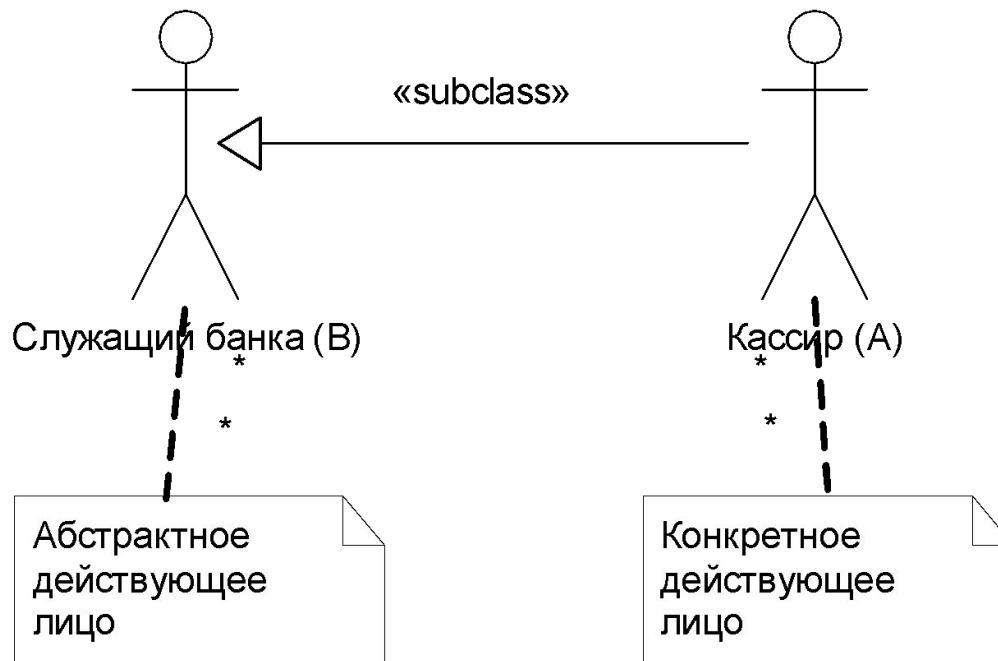 «subclass»
Служащий банка (В)
Кассир (А)
*
*
*
*
Абстрактное
действующее
лицо
Конкретное
действующее
лицо